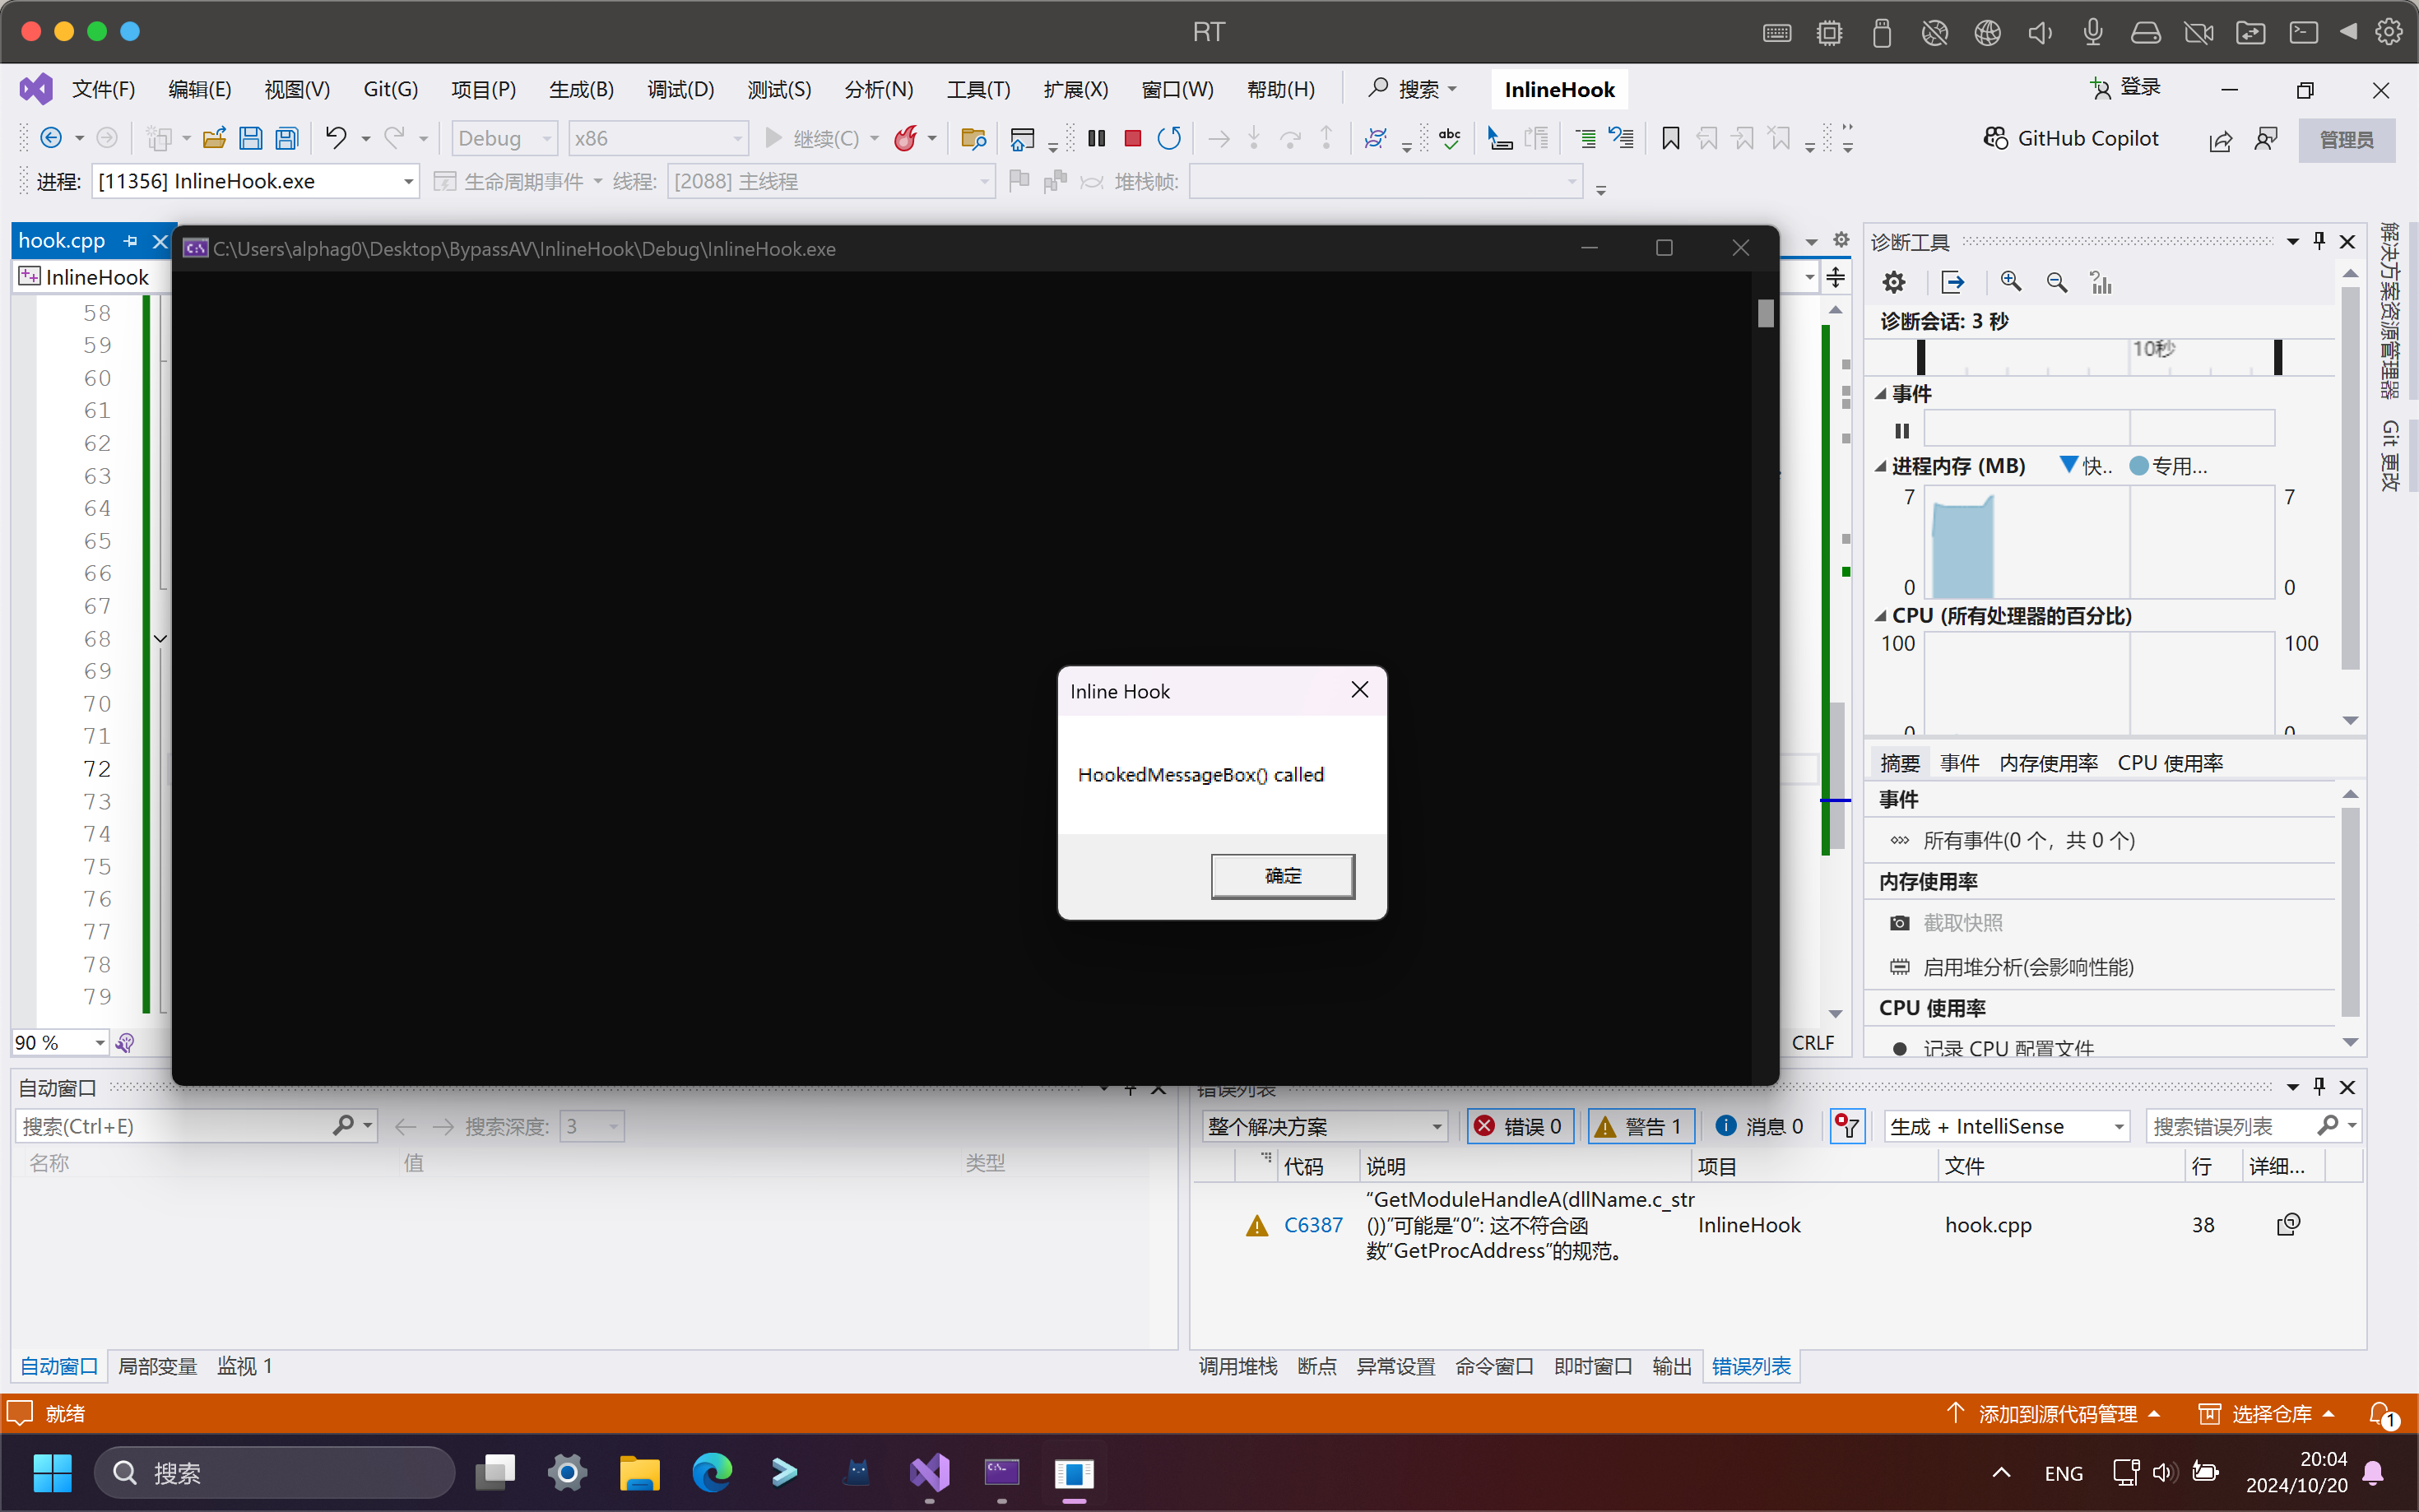 RT
文件(F) 编辑(E) 视图(V) Git(G) 项目(P) 生成(B) 调试(D) 测试(S) 分析(N) 工具(T) 扩展(X) 窗口(W) 帮助(H) 搜索 InlineHook 登录
Debug x86 继续(C) abc GitHub Copilot 管理员
进程: [11356] InlineHook.exe 生命周期事件 线程: [2088] 主线程 堆栈帧:
hook.cpp
C:\Users\alphag0\Desktop\BypassAV\InlineHook\Debug\InlineHook.exe
InlineHook
58
59
60
61
62
63
64
65
66
67
68
69
70
71
72
73
74
75
76
77
78
79
90 %
CRLF
Inline Hook
HookedMessageBox() called
确定
诊断工具
诊断会话: 3 秒
10秒
事件
进程内存 (MB) 快.. 专用...
7 7
0 0
CPU (所有处理器的百分比)
100 100
0 0
摘要 事件 内存使用率 CPU 使用率
事件
所有事件(0 个，共 0 个)
内存使用率
截取快照
启用堆分析(会影响性能)
CPU 使用率
记录 CPU 配置文件
解决方案资源管理器
Git 更改
自动窗口
搜索(Ctrl+E) 搜索深度: 3
名称 值 类型
自动窗口 局部变量 监视 1
错误列表
整个解决方案 错误 0 警告 1 消息 0 生成 + IntelliSense 搜索错误列表
代码 说明 项目 文件 行 详细...
C6387 “GetModuleHandleA(dllName.c_str
())”可能是“0”: 这不符合函
数“GetProcAddress”的规范。
InlineHook hook.cpp 38
调用堆栈 断点 异常设置 命令窗口 即时窗口 输出 错误列表
就绪 添加到源代码管理 选择仓库 1
搜索 ENG 20:04
2024/10/20